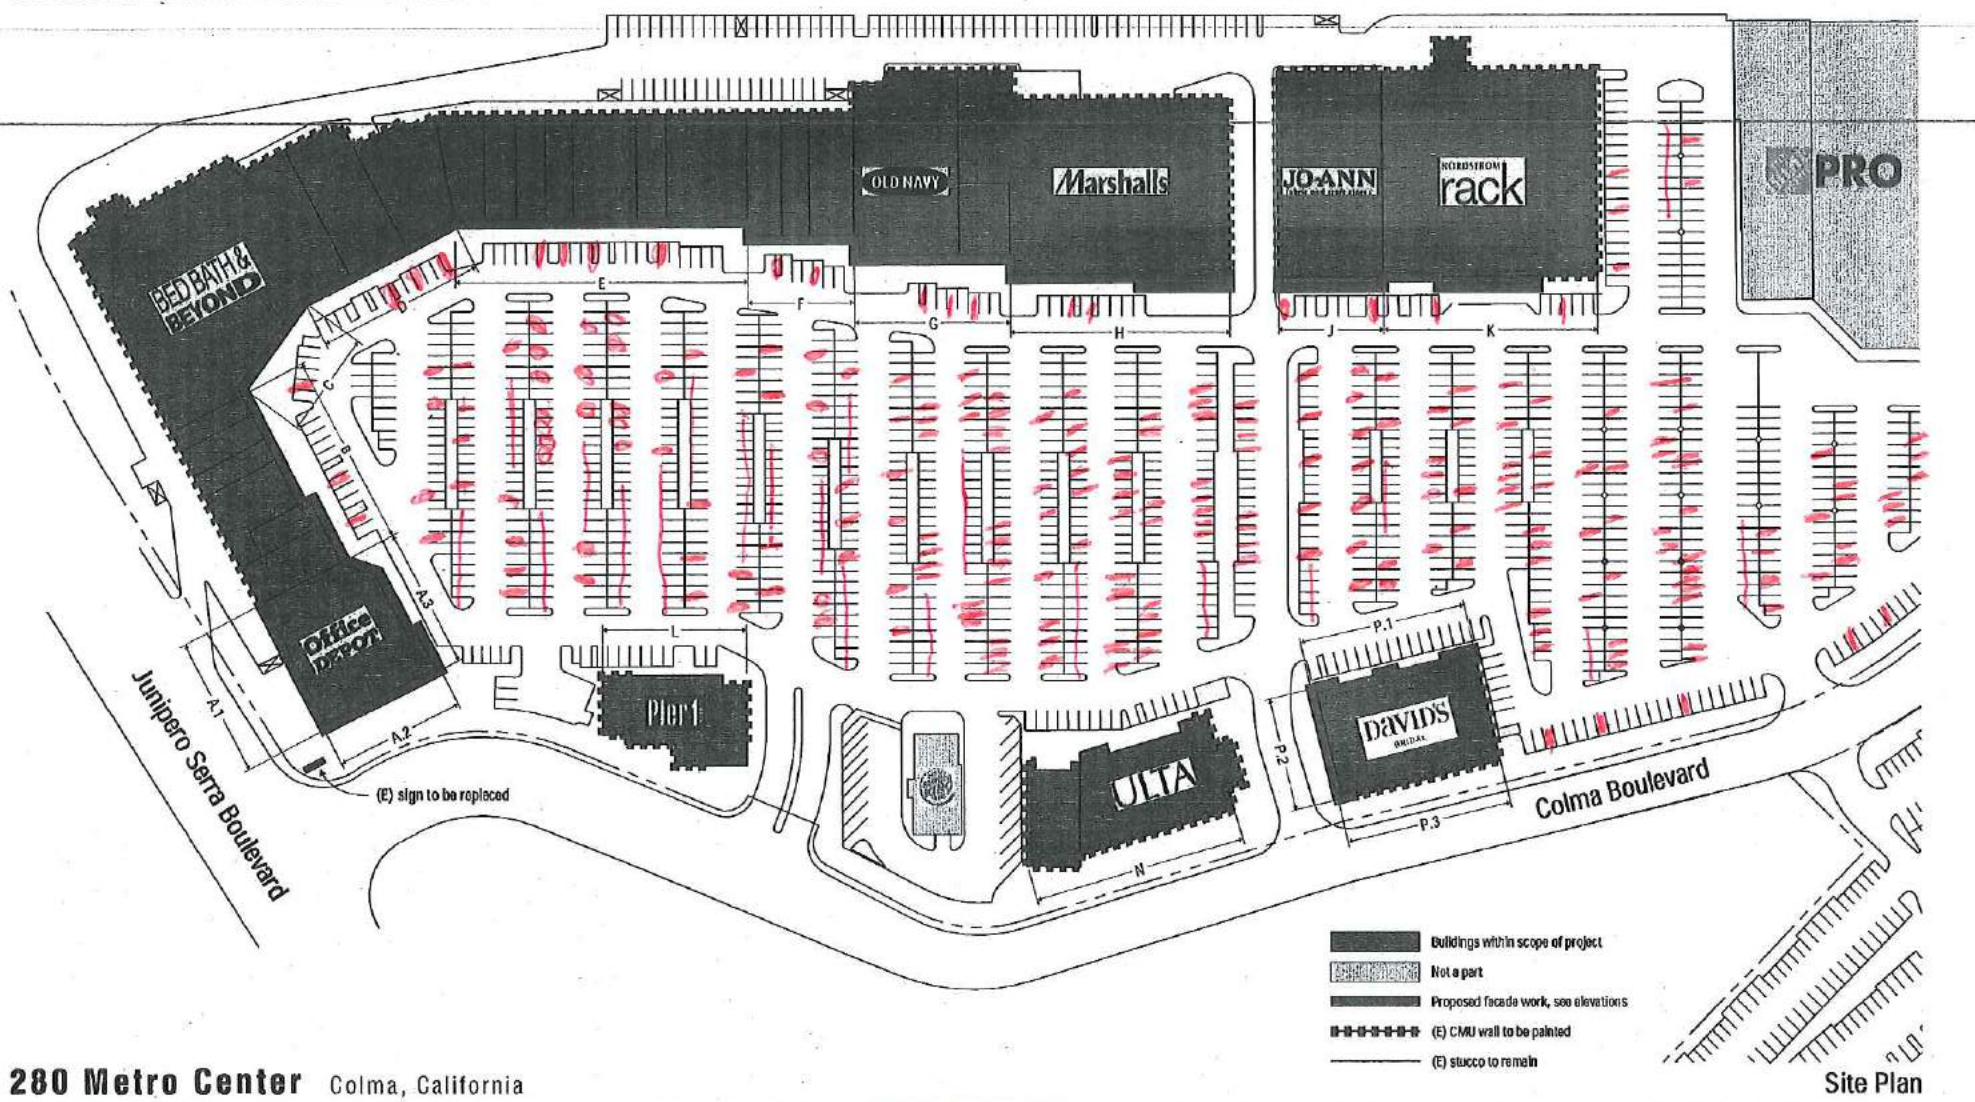 OLD NAVY
Marshalls
JO-ANN
NORDSTROM
rack
PRO
BED BATH &
BEYOND
E
F
D
G
H
J
K
C
B
A.3
Office
DEPOT
L
P.1
Pier 1
A.1
A.2
DAVID'S
BRIDAL
P.2
ULTA
(E) sign to be replaced
Junipero Serra Boulevard
Colma Boulevard
P.3
N
Buildings within scope of project
Not a part
Proposed facade work, see elevations
(E) CMU wall to be painted
(E) stucco to remain
280 Metro Center Colma, California
Site Plan